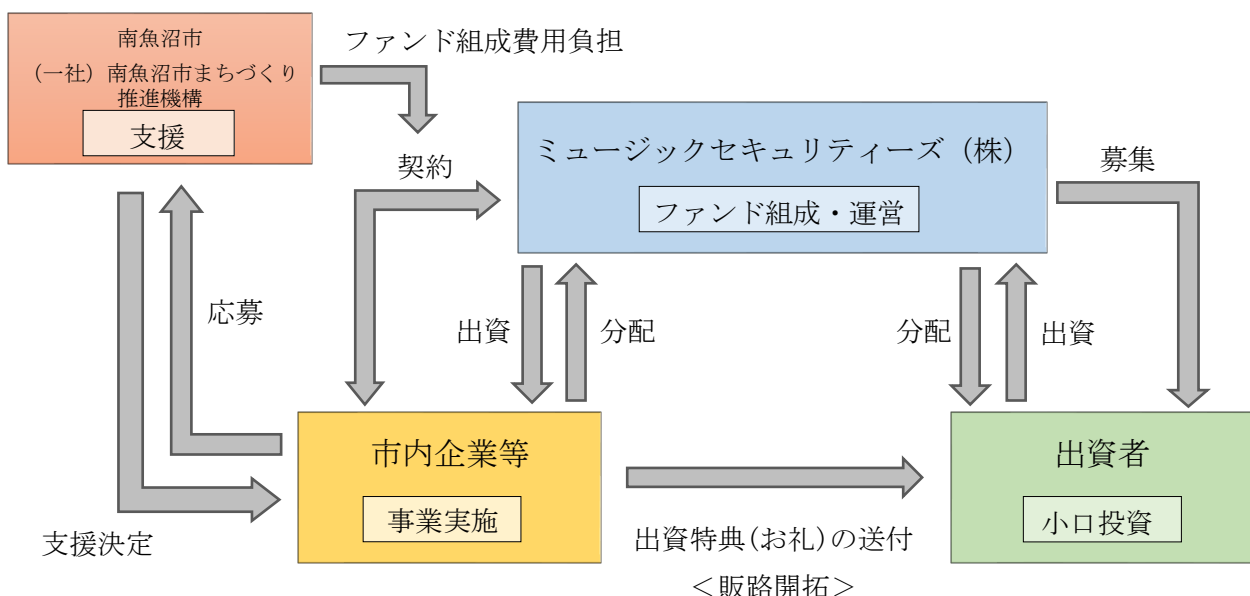 南魚沼市
（一社）南魚沼市まちづくり
推進機構
支援
ファンド組成費用負担
契約
ミュージックセキュリティーズ（株）
ファンド組成・運営
募集
応募
出資
分配
分配
出資
市内企業等
事業実施
出資者
小口投資
支援決定
出資特典(お礼)の送付
＜販路開拓＞